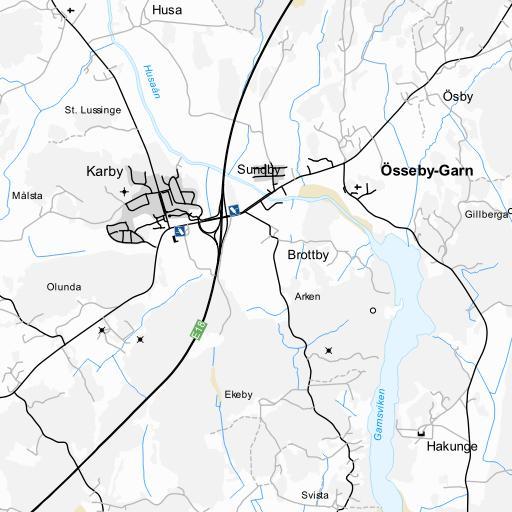 Husa
Husaån
Ösby
St. Lussinge
Karby
Sundby
Össeby-Garn
Målsta
Gillberga
Brottby
Olunda
Arken
E18
Ekeby
Garnsviken
Hakunge
Svista